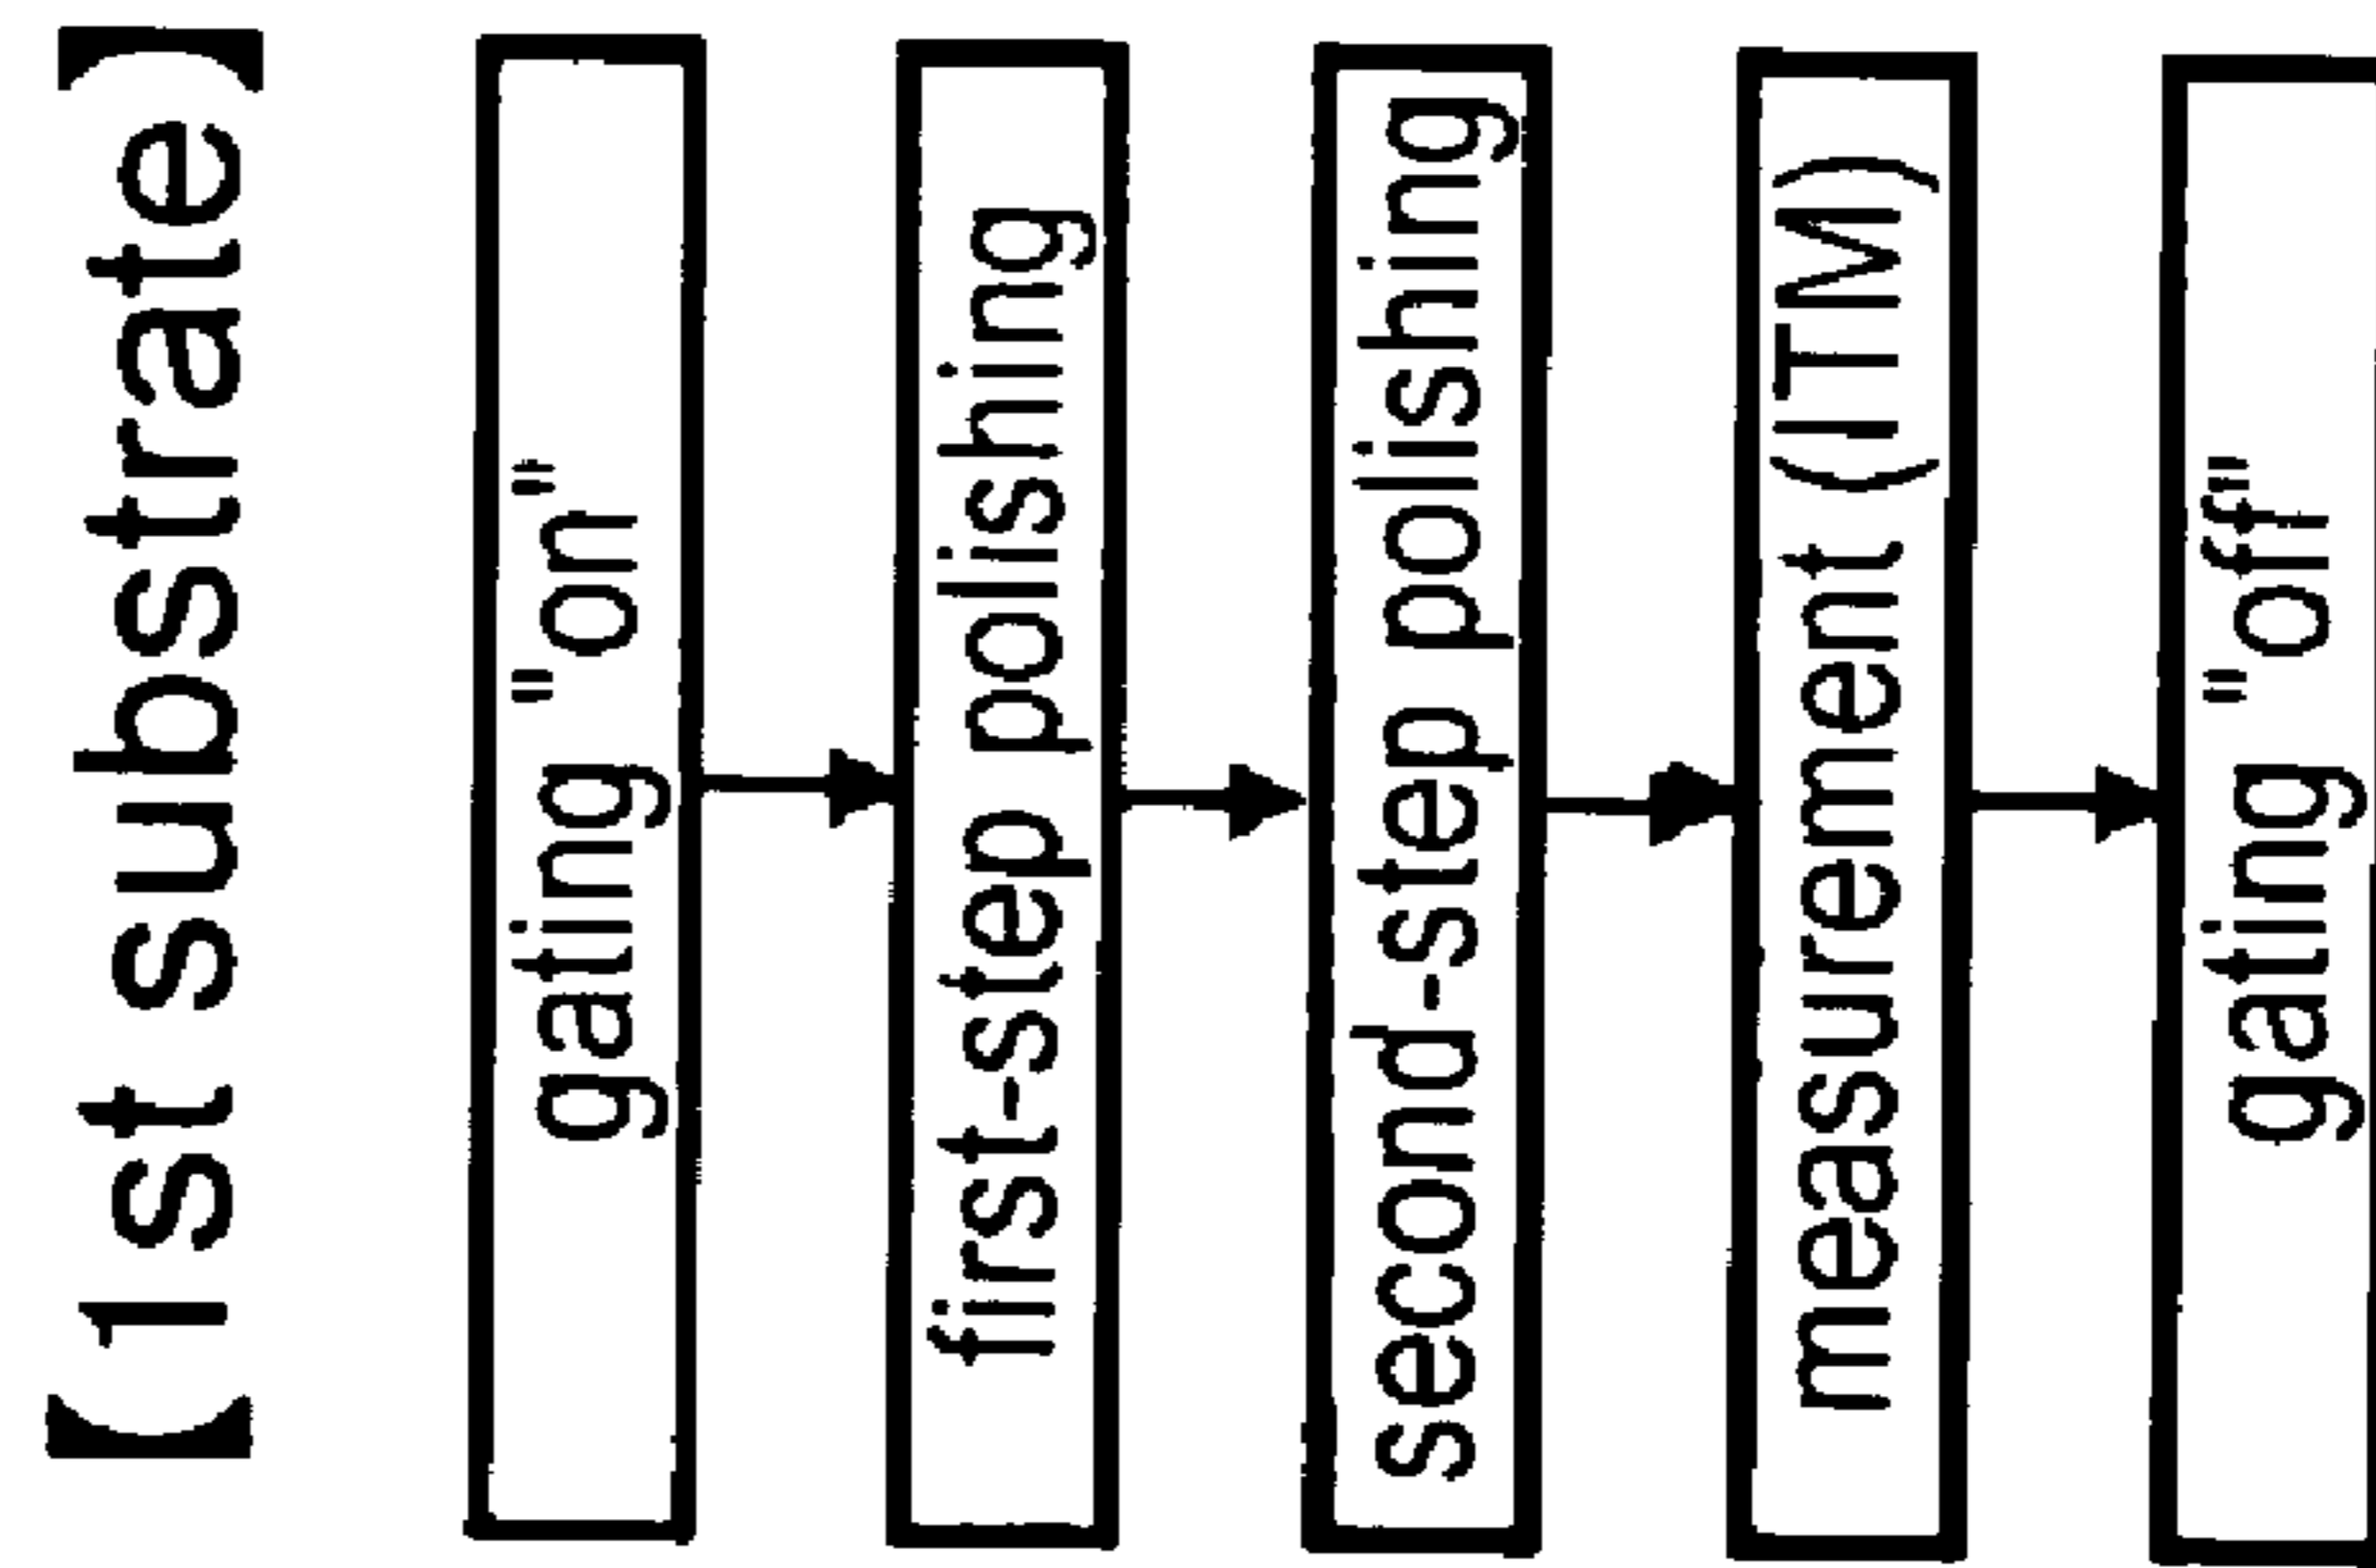 【1st substrate】
gating "on"
first-step polishing
second-step polishing
measurement (ITM)
gating "off"